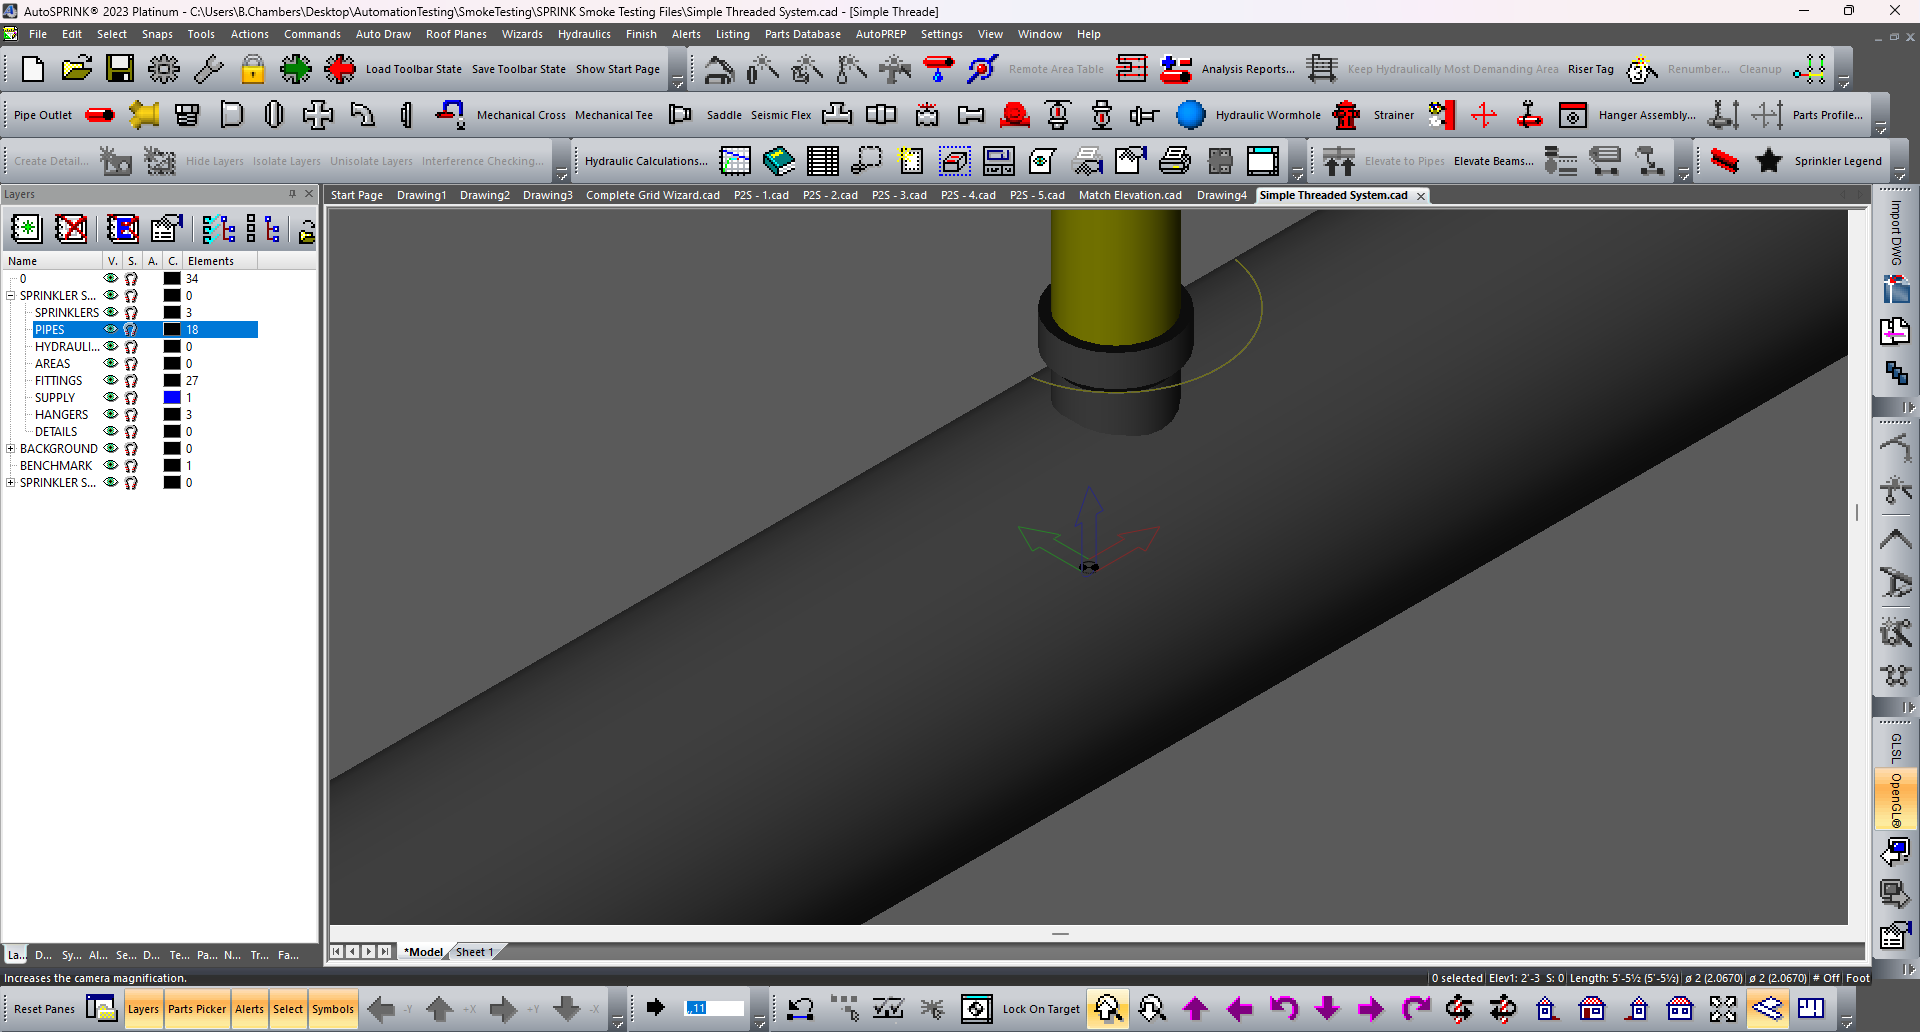 AutoSPRINK® 2023 Platinum - C:\Users\B.Chambers\Desktop\AutomationTesting\SmokeTesting\SPRINK Smoke Testing Files\Simple Threaded System.cad - [Simple Threade]
File Edit Select Snaps Tools Actions Commands Auto Draw Roof Planes Wizards Hydraulics Finish Alerts Listing Parts Database AutoPREP Settings View Window Help
Load Toolbar State Save Toolbar State Show Start Page Remote Area Table Analysis Reports... Keep Hydraulically Most Demanding Area Riser Tag Renumber... Cleanup
Pipe Outlet Mechanical Cross Mechanical Tee Saddle Seismic Flex Hydraulic Wormhole Strainer Hanger Assembly... Parts Profile...
Create Detail... Hide Layers Isolate Layers Unisolate Layers Interference Checking... Hydraulic Calculations... Elevate to Pipes Elevate Beams... Sprinkler Legend
Layers
Start Page Drawing1 Drawing2 Drawing3 Complete Grid Wizard.cad P2S - 1.cad P2S - 2.cad P2S - 3.cad P2S - 4.cad P2S - 5.cad Match Elevation.cad Drawing4 Simple Threaded System.cad
Name V. S. A. C. Elements
0 34
SPRINKLER S... 0
SPRINKLERS 3
PIPES 18
HYDRAULI... 0
AREAS 0
FITTINGS 27
SUPPLY 1
HANGERS 3
DETAILS 0
BACKGROUND 0
BENCHMARK 1
SPRINKLER S... 0
Import DWG
GLSL
OpenGL®
*Model Sheet 1
La... D... Sy... Al... Se... D... Te... Pa... N... Tr... Fa...
Increases the camera magnification.
0 selected Elev1: 2'-3 S: 0 Length: 5'-5½ (5'-5½) ø 2 (2.0670) ø 2 (2.0670) # Off Foot
Reset Panes Layers Parts Picker Alerts Select Symbols -Y +X +Y -X ,,11 Lock On Target